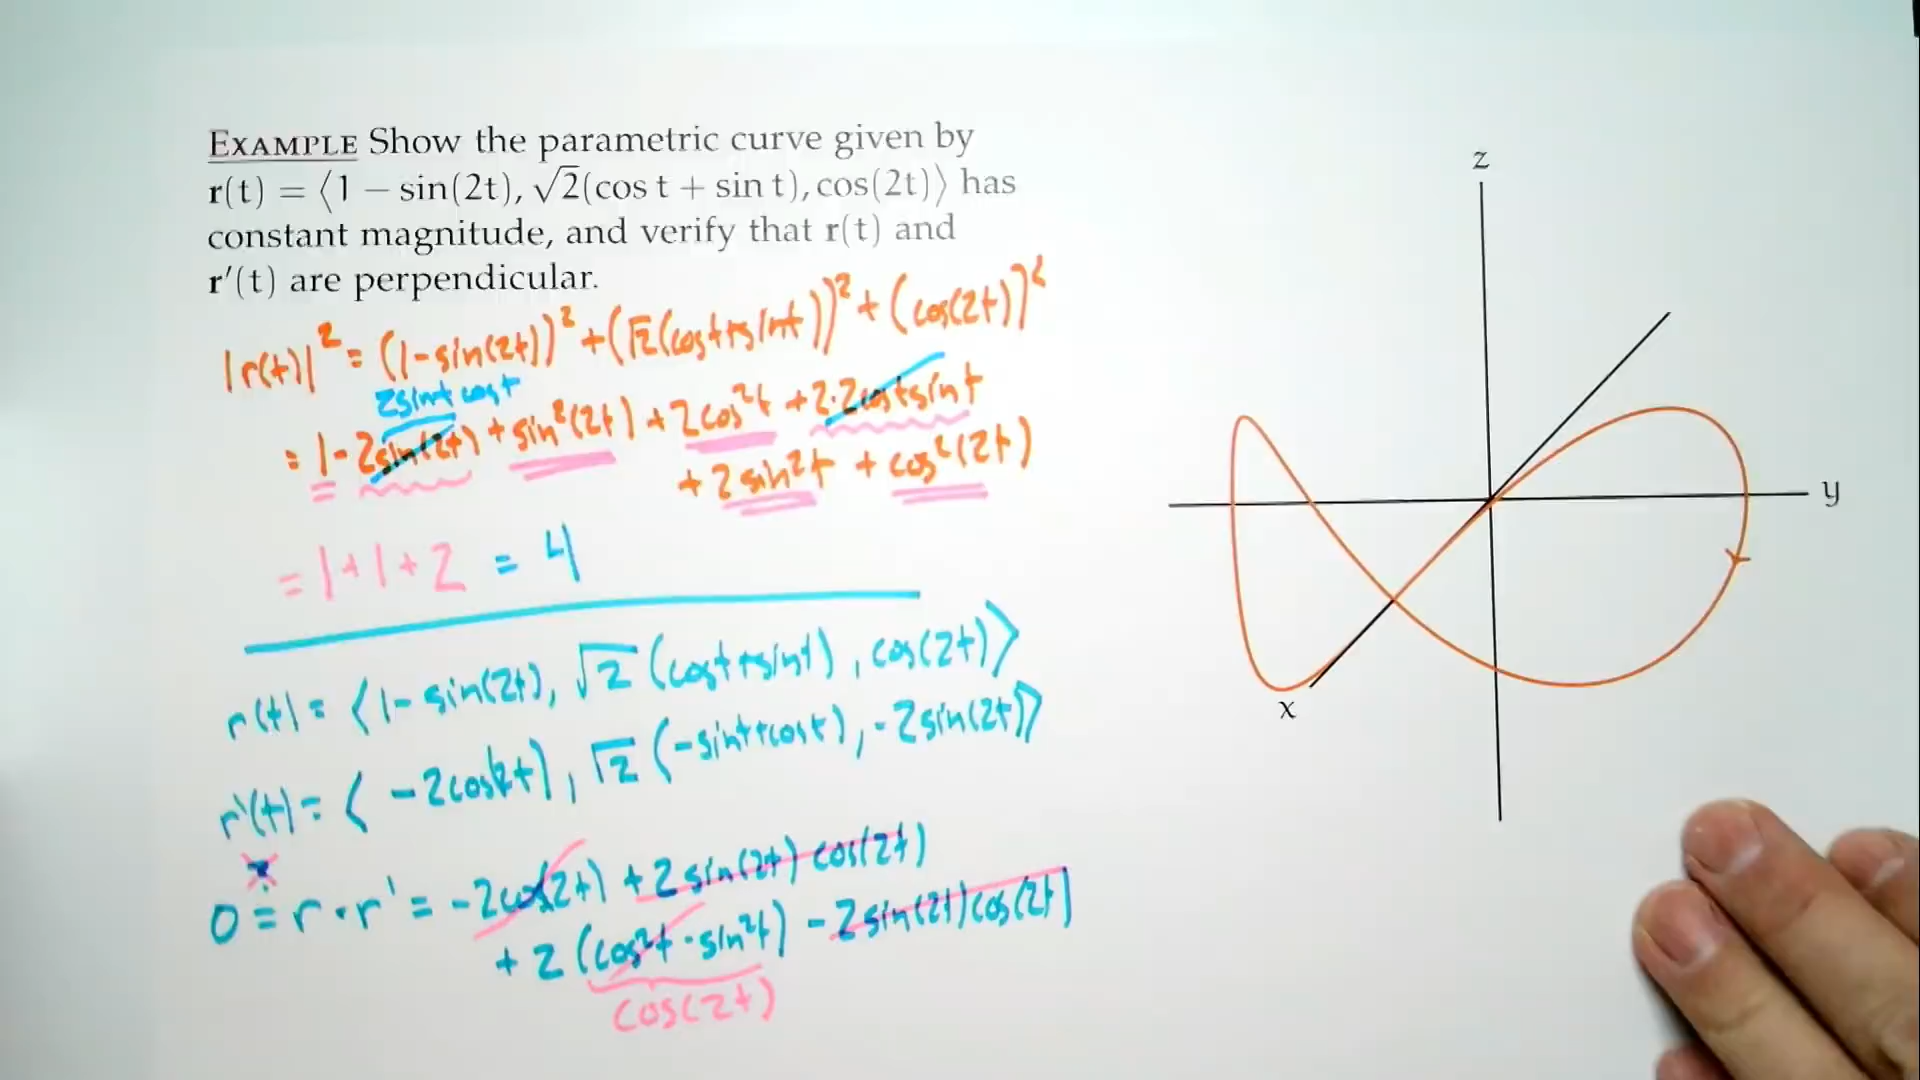 EXAMPLE Show the parametric curve given by
r(t) = ⟨1 − sin(2t), √2(cos t + sin t), cos(2t)⟩ has
constant magnitude, and verify that r(t) and
r′(t) are perpendicular.
|r(t)|² = (1-sin(2t))² + (√2(cost+sint))² + (cos(2t))²
2sint cost
= 1 - 2sin(2t) + sin²(2t) + 2cos²t + 2·2costsint
+ 2sin²t + cos²(2t)
= 1+1+2 = 4
r(t) = ⟨1-sin(2t), √2 (cost+sint), cos(2t)⟩
r'(t) = ⟨ -2cos(2t), √2 (-sint+cost), -2sin(2t)⟩
0 = r · r' = -2cos(2t) + 2sin(2t) cos(2t)
+ 2 (cos²t - sin²t) - 2sin(2t)cos(2t)
cos(2t)
z
y
x